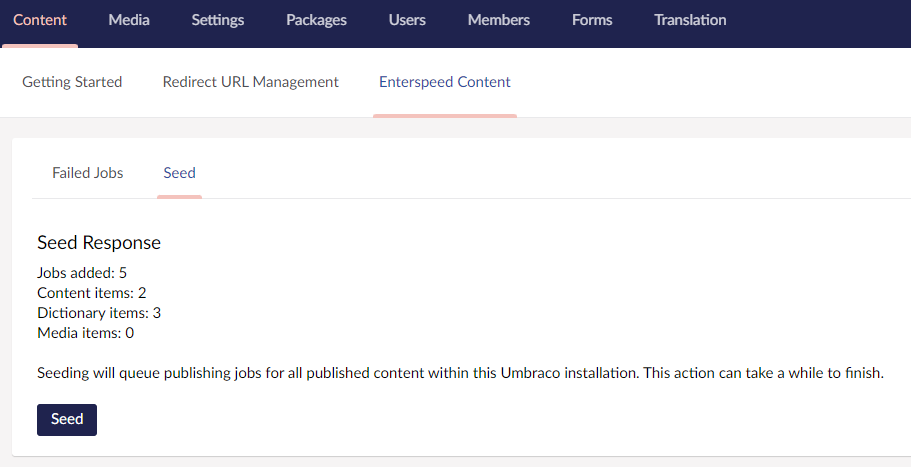 Content Media Settings Packages Users Members Forms Translation
Getting Started Redirect URL Management Enterspeed Content
Failed Jobs Seed
Seed Response
Jobs added: 5
Content items: 2
Dictionary items: 3
Media items: 0
Seeding will queue publishing jobs for all published content within this Umbraco installation. This action can take a while to finish.
Seed